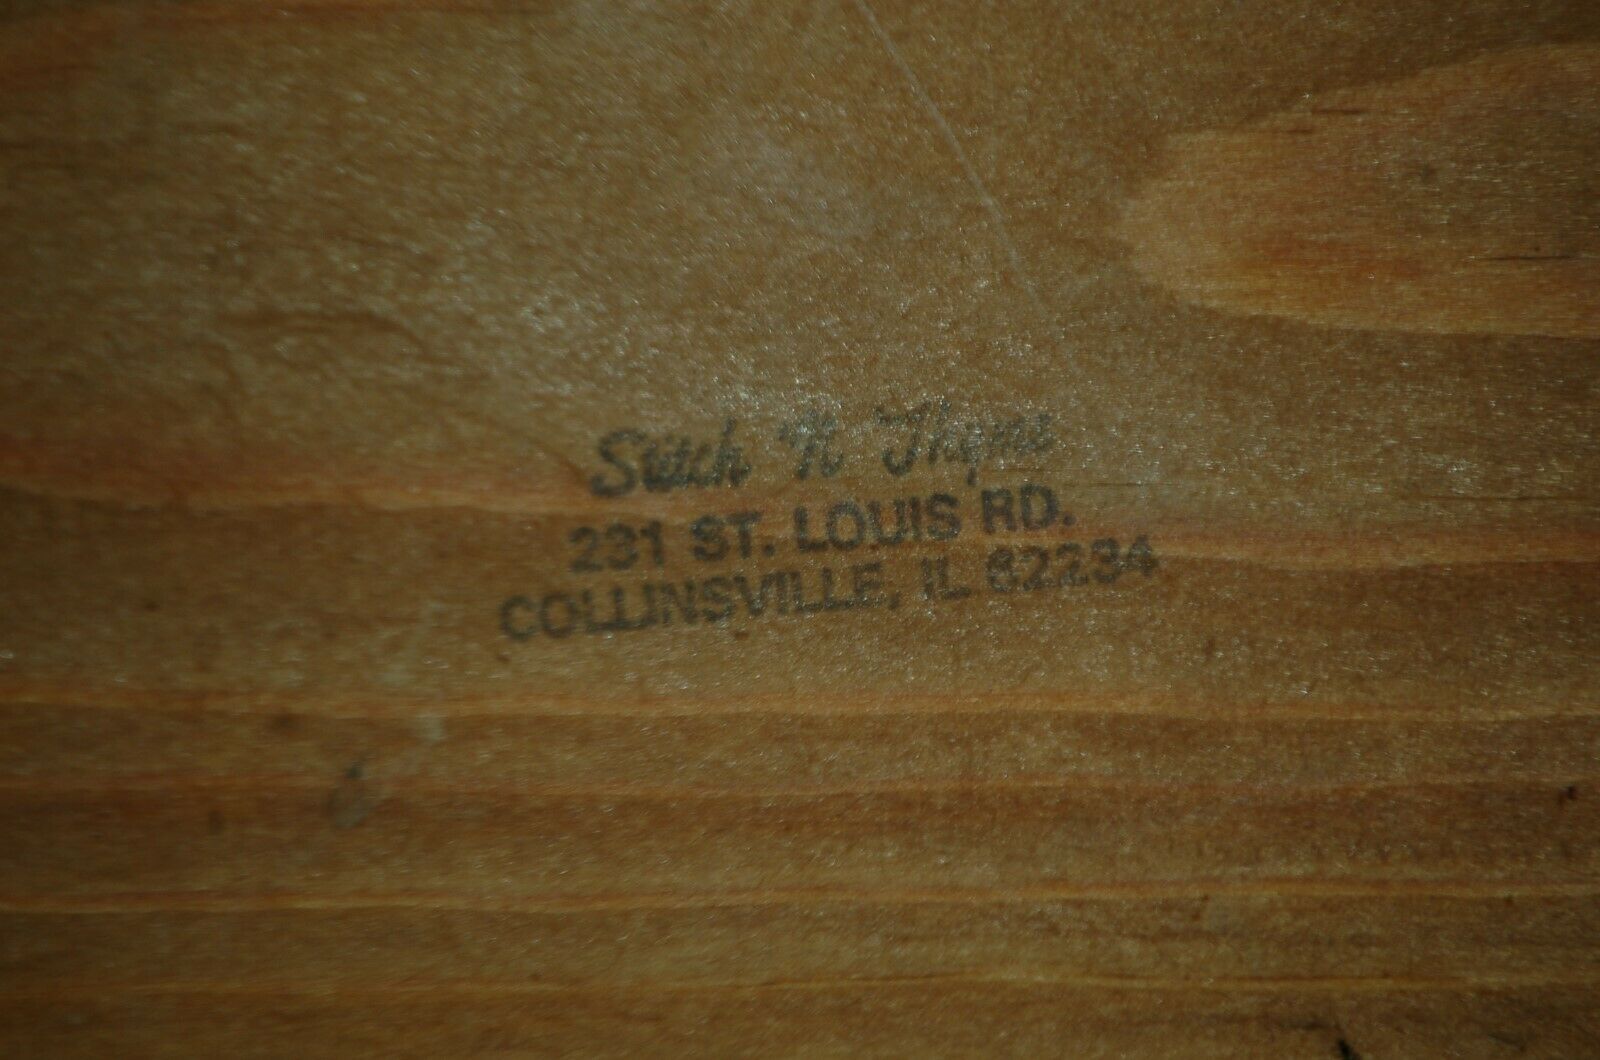 Stitch 'N Thyme
231 ST. LOUIS RD.
COLLINSVILLE, IL 62234